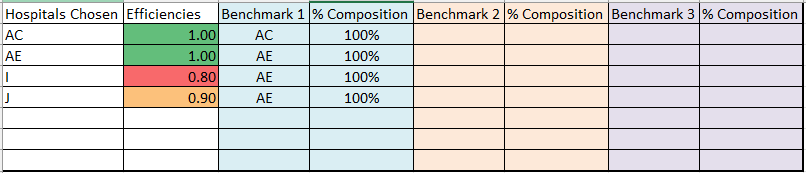 Hospitals Chosen Efficiencies Benchmark 1 % Composition Benchmark 2 % Composition Benchmark 3 % Composition
AC 1.00 AC 100%
AE 1.00 AE 100%
I 0.80 AE 100%
J 0.90 AE 100%